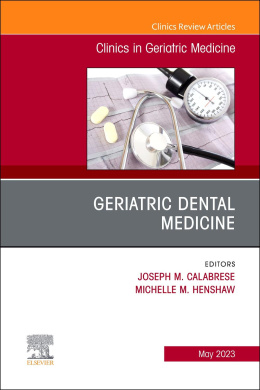 Clinics Review Articles
Clinics in Geriatric Medicine
GERIATRIC DENTAL
MEDICINE
EDITORS
JOSEPH M. CALABRESE
MICHELLE M. HENSHAW
ELSEVIER
May 2023